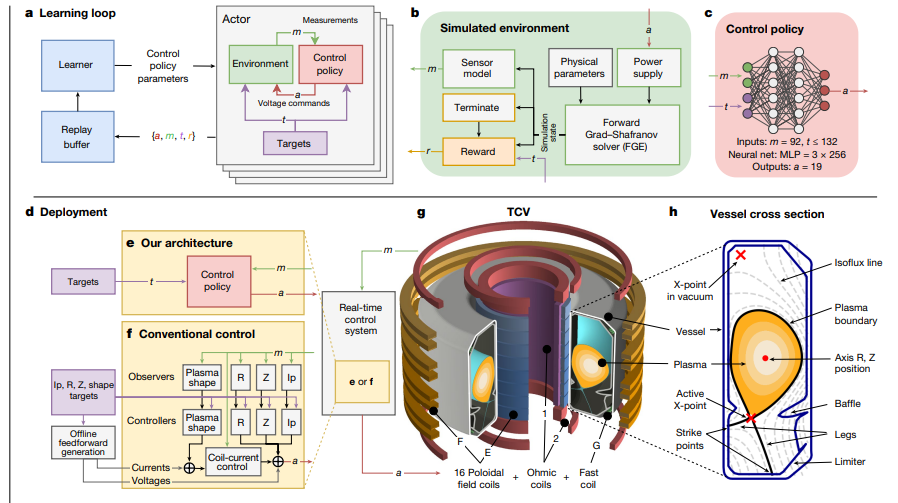 a Learning loop
Learner
Replay
buffer
Control
policy
parameters
{a, m, t, r}
Actor
Measurements
m
Environment
Control
policy
a
Voltage commands
t
Targets
b
Simulated environment
a
m
Sensor
model
Physical
parameters
Power
supply
Terminate
Simulation
state
Forward
Grad–Shafranov
solver (FGE)
r
Reward
t
c
Control policy
m
t
a
Inputs: m = 92, t ≤ 132
Neural net: MLP = 3 × 256
Outputs: a = 19
d Deployment
e Our architecture
Targets
t
Control
policy
m
a
f Conventional control
m
Ip, R, Z, shape
targets
Observers
Plasma
shape
R
Z
Ip
Controllers
Plasma
shape
R
Z
Ip
Offline
feedforward
generation
Coil-current
control
a
Currents
Voltages
m
Real-time
control
system
e or f
a
g
TCV
1
2
F
E
G
16 Poloidal
field coils
+
Ohmic
coils
+
Fast
coil
h Vessel cross section
X-point
in vacuum
Isoflux line
Vessel
Plasma
boundary
Plasma
Axis R, Z
position
Active
X-point
Baffle
Strike
points
Legs
Limiter